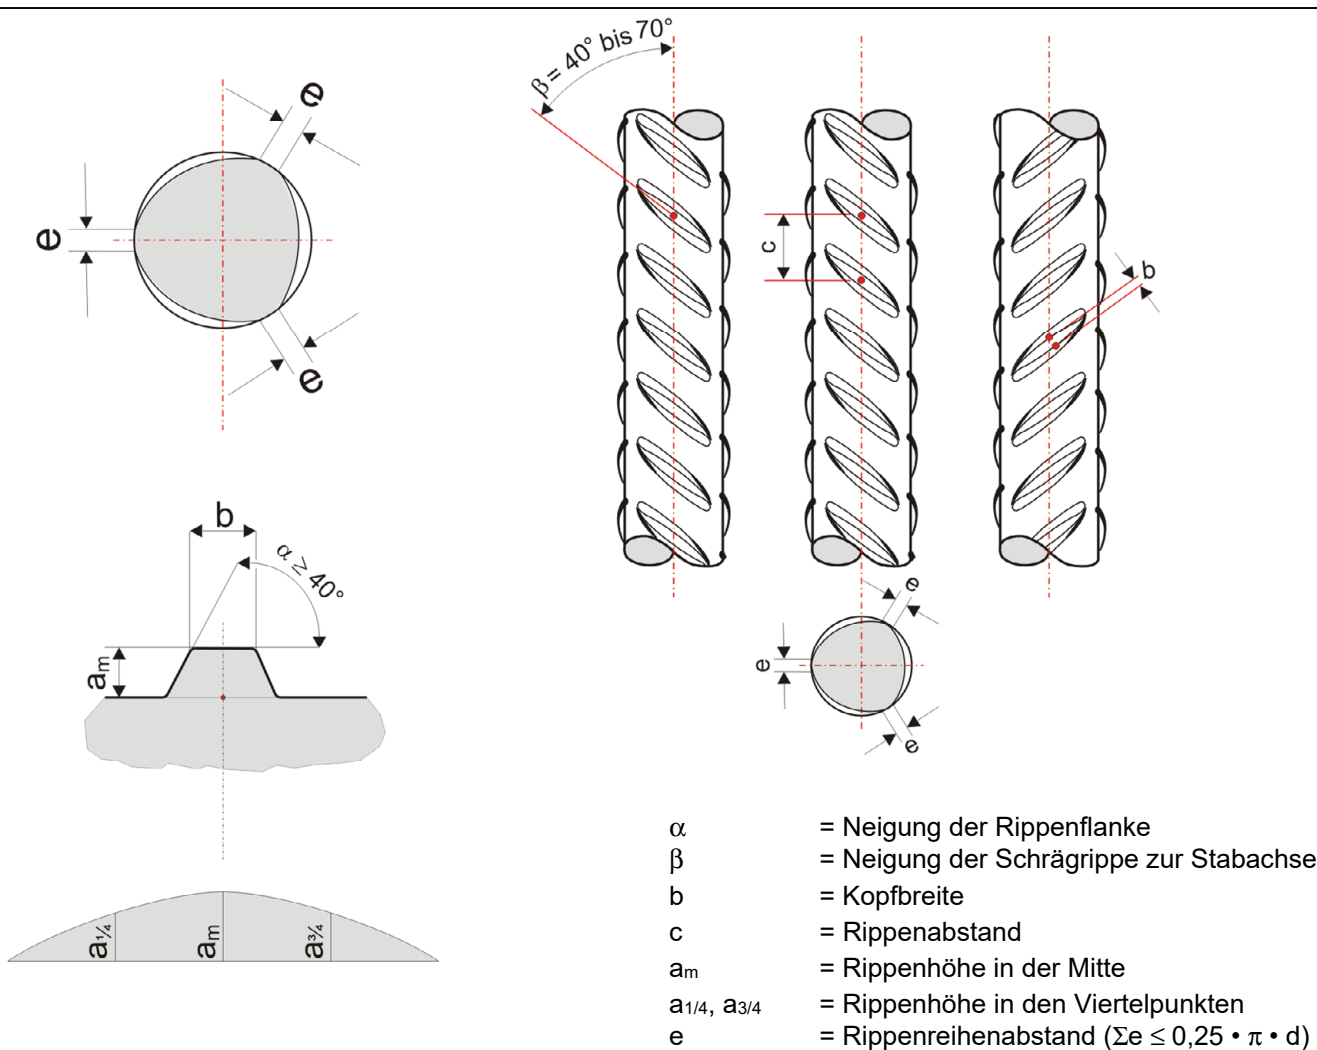 e
e
e
β = 40° bis 70°
c
b
b
α ≥ 40°
am
e
e
e
a¼
am
a¾
α = Neigung der Rippenflanke
β = Neigung der Schrägrippe zur Stabachse
b = Kopfbreite
c = Rippenabstand
am = Rippenhöhe in der Mitte
a1/4, a3/4 = Rippenhöhe in den Viertelpunkten
e = Rippenreihenabstand (Σe ≤ 0,25 • π • d)